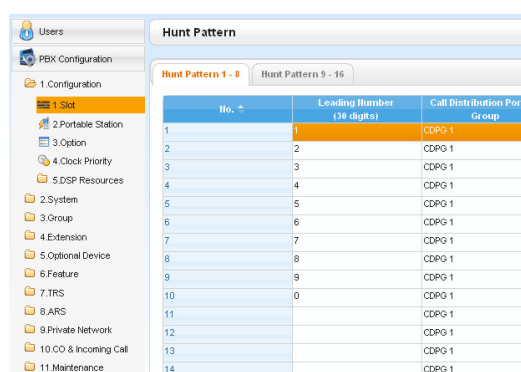 Users
PBX Configuration
1.Configuration
1.Slot
2.Portable Station
3.Option
4.Clock Priority
5.DSP Resources
2.System
3.Group
4.Extension
5.Optional Device
6.Feature
7.TRS
8.ARS
9.Private Network
10.CO & Incoming Call
11.Maintenance
Hunt Pattern
Hunt Pattern 1 - 8 Hunt Pattern 9 - 16
No. Leading Number (30 digits) Call Distribution Por Group
1 1 CDPG 1
2 2 CDPG 1
3 3 CDPG 1
4 4 CDPG 1
5 5 CDPG 1
6 6 CDPG 1
7 7 CDPG 1
8 8 CDPG 1
9 9 CDPG 1
10 0 CDPG 1
11 CDPG 1
12 CDPG 1
13 CDPG 1
14 CDPG 1